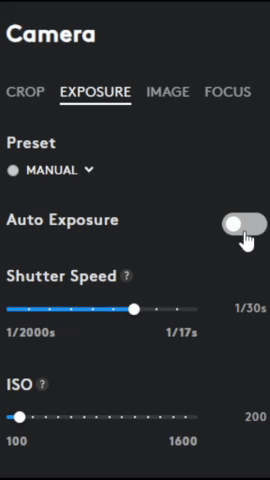 Camera
CROP EXPOSURE IMAGE FOCUS
Preset
MANUAL
Auto Exposure
Shutter Speed ?
1/30s
1/2000s 1/17s
ISO ?
200
100 1600